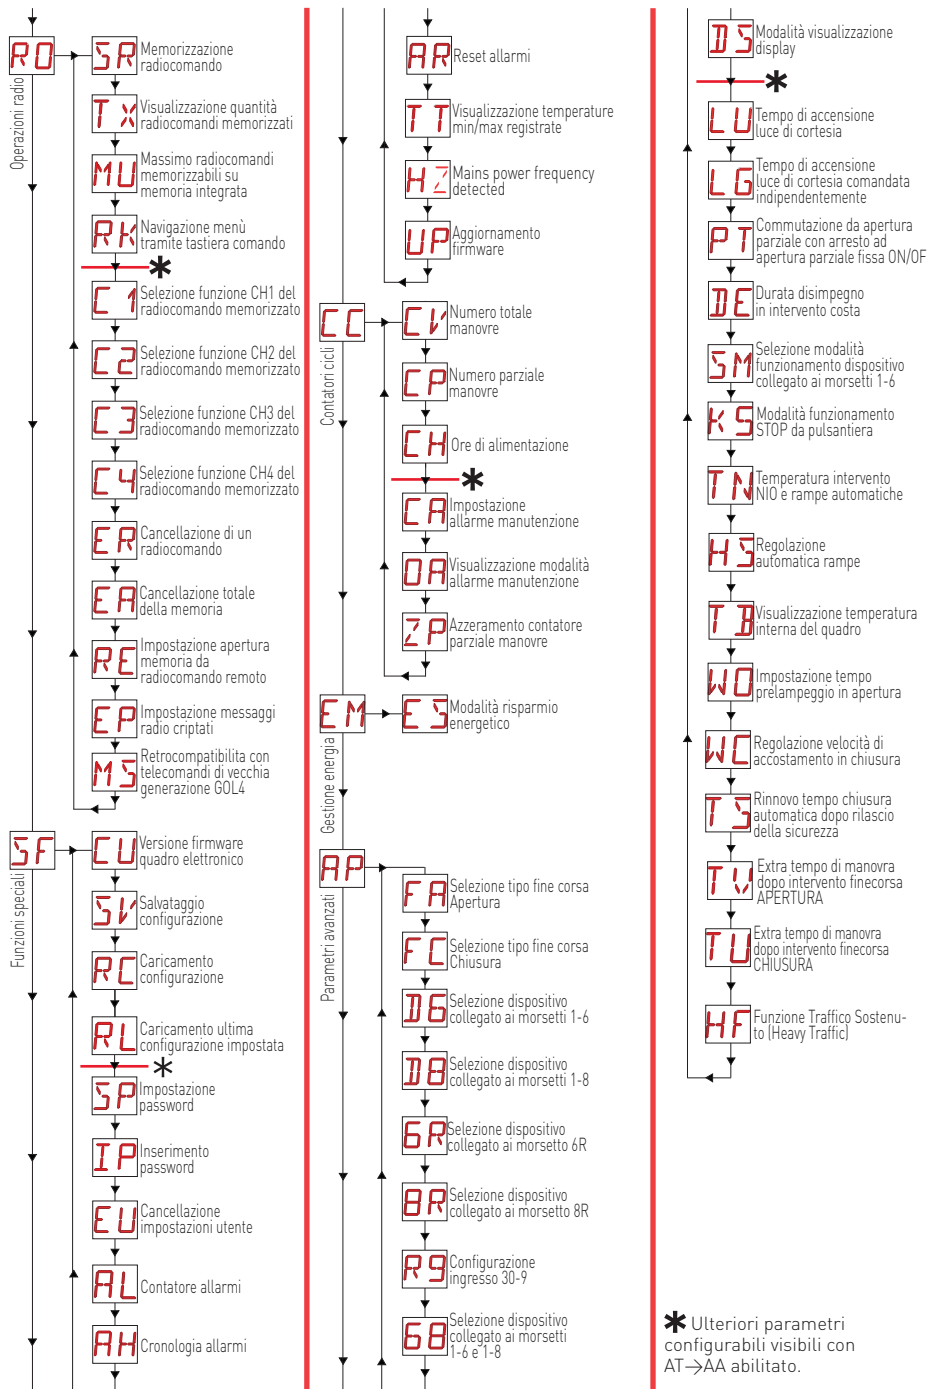 RO
Operazioni radio
SR
Memorizzazione
radiocomando
TX
Visualizzazione quantità
radiocomandi memorizzati
MU
Massimo radiocomandi
memorizzabili su
memoria integrata
RK
Navigazione menù
tramite tastiera comando
*
C1
Selezione funzione CH1 del
radiocomando memorizzato
C2
Selezione funzione CH2 del
radiocomando memorizzato
C3
Selezione funzione CH3 del
radiocomando memorizzato
C4
Selezione funzione CH4 del
radiocomando memorizzato
ER
Cancellazione di un
radiocomando
EA
Cancellazione totale
della memoria
RE
Impostazione apertura
memoria da
radiocomando remoto
EP
Impostazione messaggi
radio criptati
MS
Retrocompatibilita con
telecomandi di vecchia
generazione GOL4
SF
Funzioni speciali
CU
Versione firmware
quadro elettronico
SV
Salvataggio
configurazione
RC
Caricamento
configurazione
RL
Caricamento ultima
configurazione impostata
*
SP
Impostazione
password
IP
Inserimento
password
EU
Cancellazione
impostazioni utente
AL
Contatore allarmi
AH
Cronologia allarmi
AR
Reset allarmi
TT
Visualizzazione temperature
min/max registrate
HZ
Mains power frequency
detected
UP
Aggiornamento
firmware
CC
Contatori cicli
CV
Numero totale
manovre
CP
Numero parziale
manovre
CH
Ore di alimentazione
*
CA
Impostazione
allarme manutenzione
OA
Visualizzazione modalità
allarme manutenzione
ZP
Azzeramento contatore
parziale manovre
EM
Gestione energia
ES
Modalità risparmio
energetico
AP
Parametri avanzati
FA
Selezione tipo fine corsa
Apertura
FC
Selezione tipo fine corsa
Chiusura
D6
Selezione dispositivo
collegato ai morsetti 1-6
D8
Selezione dispositivo
collegato ai morsetti 1-8
6R
Selezione dispositivo
collegato ai morsetto 6R
8R
Selezione dispositivo
collegato ai morsetto 8R
R9
Configurazione
ingresso 30-9
68
Selezione dispositivo
collegato ai morsetti
1-6 e 1-8
DS
Modalità visualizzazione
display
*
LU
Tempo di accensione
luce di cortesia
LG
Tempo di accensione
luce di cortesia comandata
indipendentemente
PT
Commutazione da apertura
parziale con arresto ad
apertura parziale fissa ON/OF
DE
Durata disimpegno
in intervento costa
SM
Selezione modalità
funzionamento dispositivo
collegato ai morsetti 1-6
KS
Modalità funzionamento
STOP da pulsantiera
TN
Temperatura intervento
NIO e rampe automatiche
HS
Regolazione
automatica rampe
TB
Visualizzazione temperatura
interna del quadro
WO
Impostazione tempo
prelampeggio in apertura
WC
Regolazione velocità di
accostamento in chiusura
TS
Rinnovo tempo chiusura
automatica dopo rilascio
della sicurezza
TV
Extra tempo di manovra
dopo intervento finecorsa
APERTURA
TU
Extra tempo di manovra
dopo intervento finecorsa
CHIUSURA
HF
Funzione Traffico Sostenu-
to (Heavy Traffic)
* Ulteriori parametri
configurabili visibili con
AT→AA abilitato.